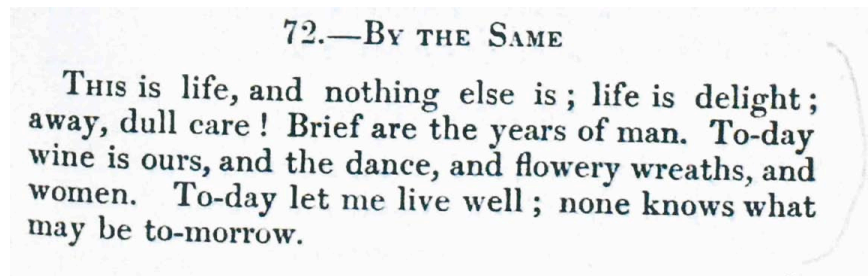 72.—By the Same
This is life, and nothing else is ; life is delight ;
away, dull care ! Brief are the years of man. To-day
wine is ours, and the dance, and flowery wreaths, and
women. To-day let me live well ; none knows what
may be to-morrow.